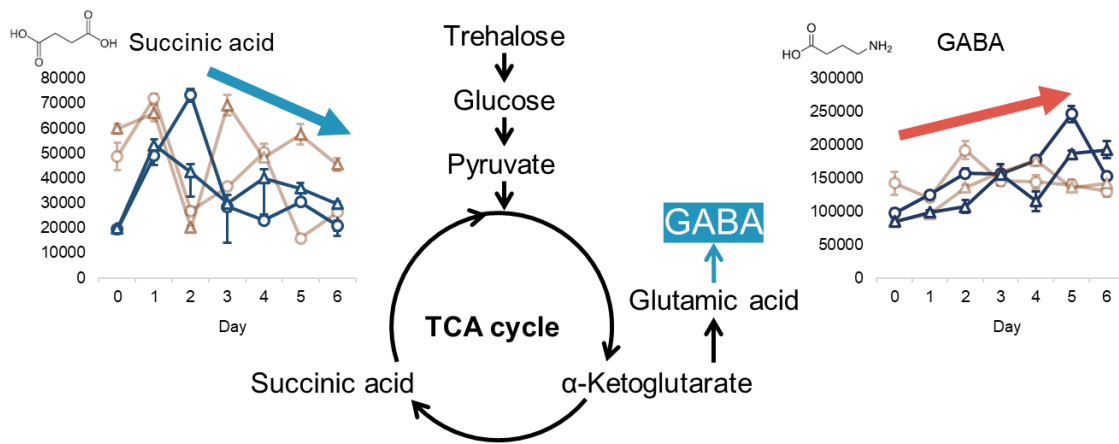 Succinic acid
HO
O
O
OH
80000
70000
60000
50000
40000
30000
20000
10000
0
0 1 2 3 4 5 6
Day
Trehalose
Glucose
Pyruvate
TCA cycle
Succinic acid
α-Ketoglutarate
Glutamic acid
GABA
O
HO
NH₂
GABA
300000
250000
200000
150000
100000
50000
0
0 1 2 3 4 5 6
Day